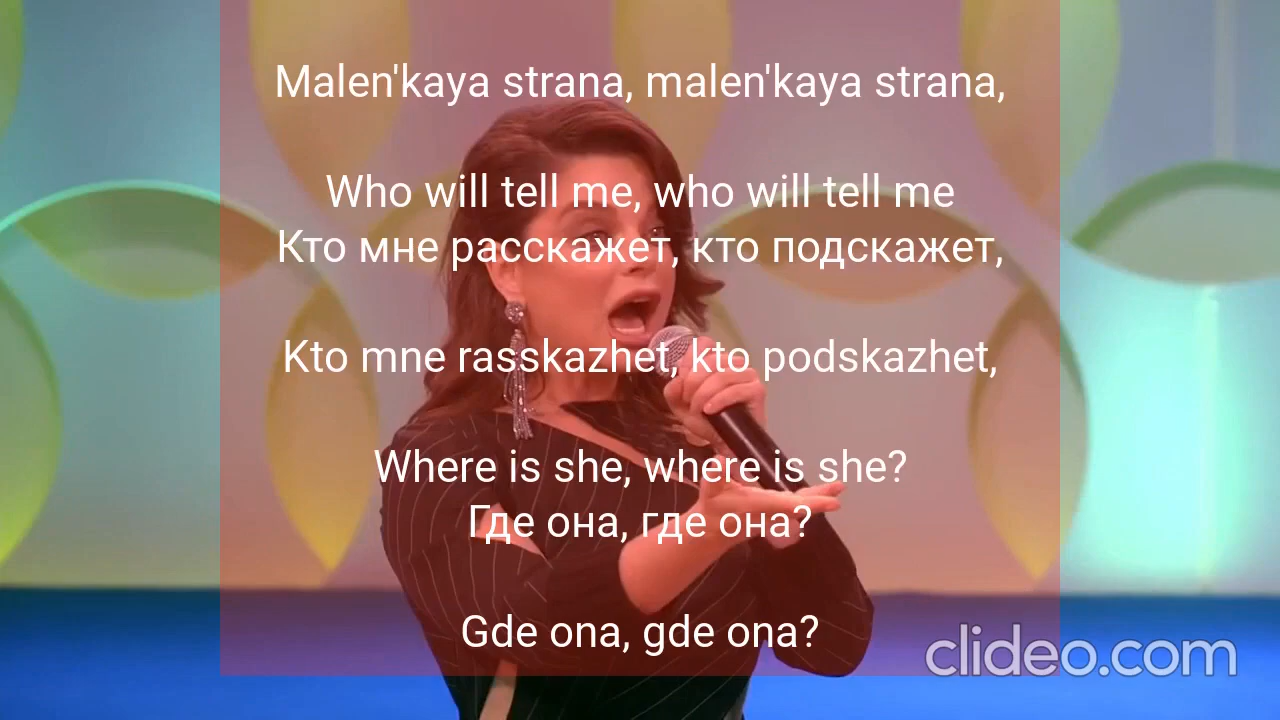 Malen'kaya strana, malen'kaya strana,
Who will tell me, who will tell me
Кто мне расскажет, кто подскажет,
Kto mne rasskazhet, kto podskazhet,
Where is she, where is she?
Где она, где она?
Gde ona, gde ona?
clideo.com